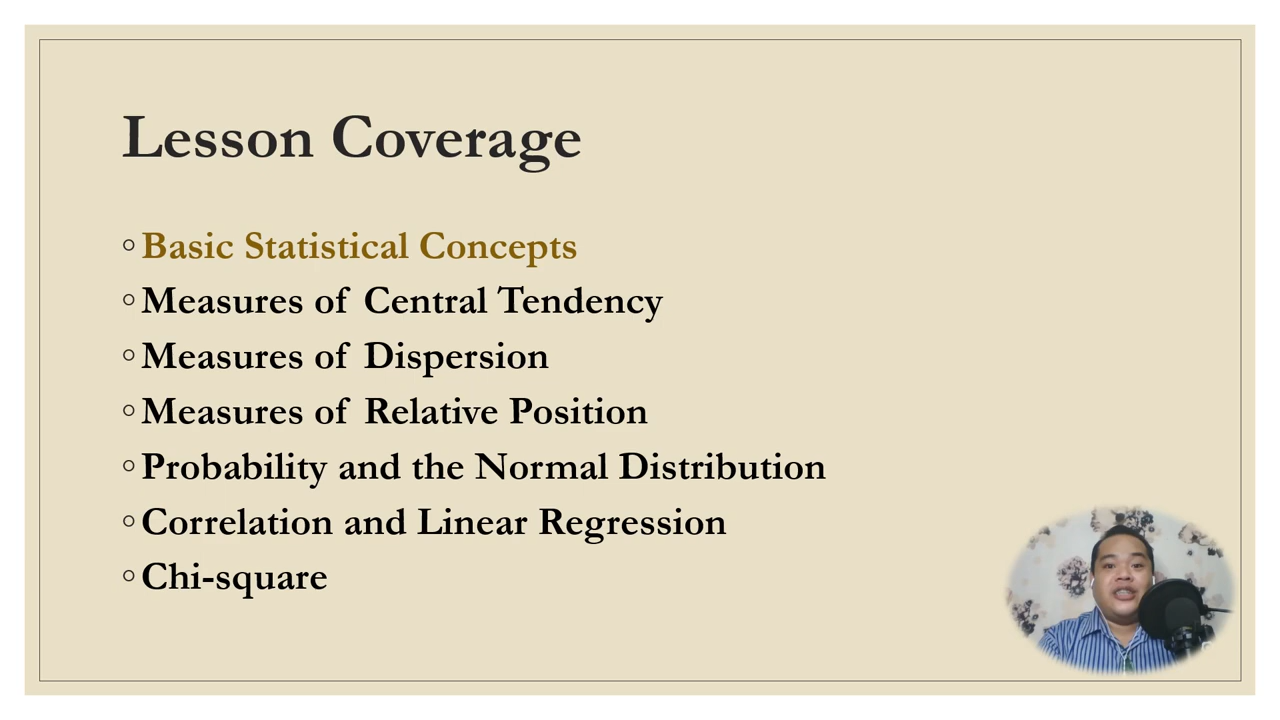 Lesson Coverage
Basic Statistical Concepts
Measures of Central Tendency
Measures of Dispersion
Measures of Relative Position
Probability and the Normal Distribution
Correlation and Linear Regression
Chi-square